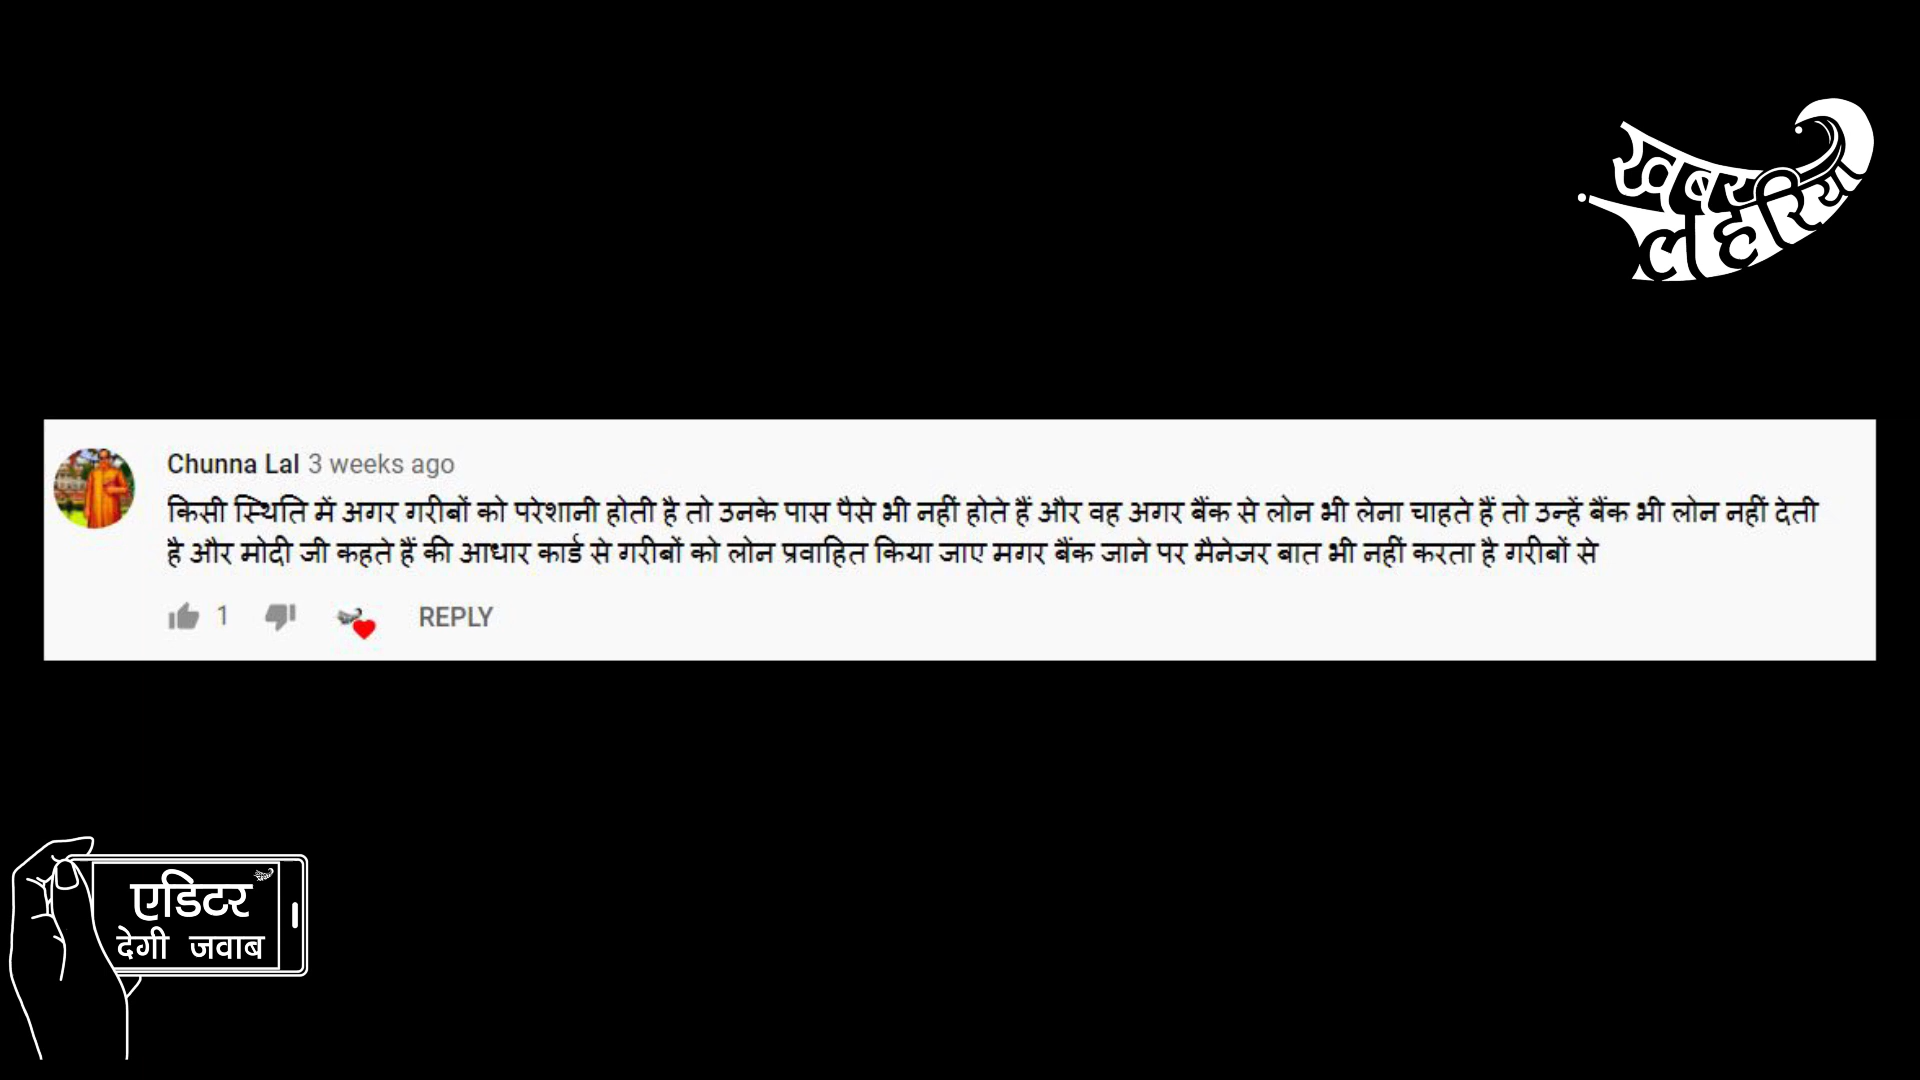 खबर
लहरिया
Chunna Lal 3 weeks ago
किसी स्थिति में अगर गरीबों को परेशानी होती है तो उनके पास पैसे भी नहीं होते हैं और वह अगर बैंक से लोन भी लेना चाहते हैं तो उन्हें बैंक भी लोन नहीं देती
है और मोदी जी कहते हैं की आधार कार्ड से गरीबों को लोन प्रवाहित किया जाए मगर बैंक जाने पर मैनेजर बात भी नहीं करता है गरीबों से
1 REPLY
एडिटर
देगी जवाब